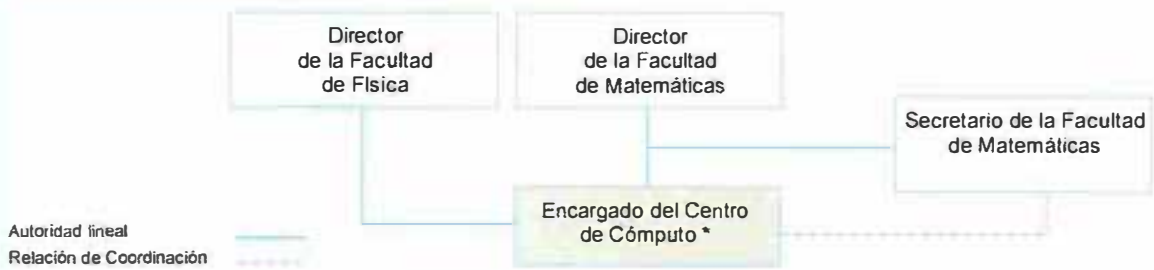 Director
de la Facultad
de Física
Director
de la Facultad
de Matemáticas
Secretario de la Facultad
de Matemáticas
Encargado del Centro
de Cómputo *
Autoridad lineal
Relación de Coordinación